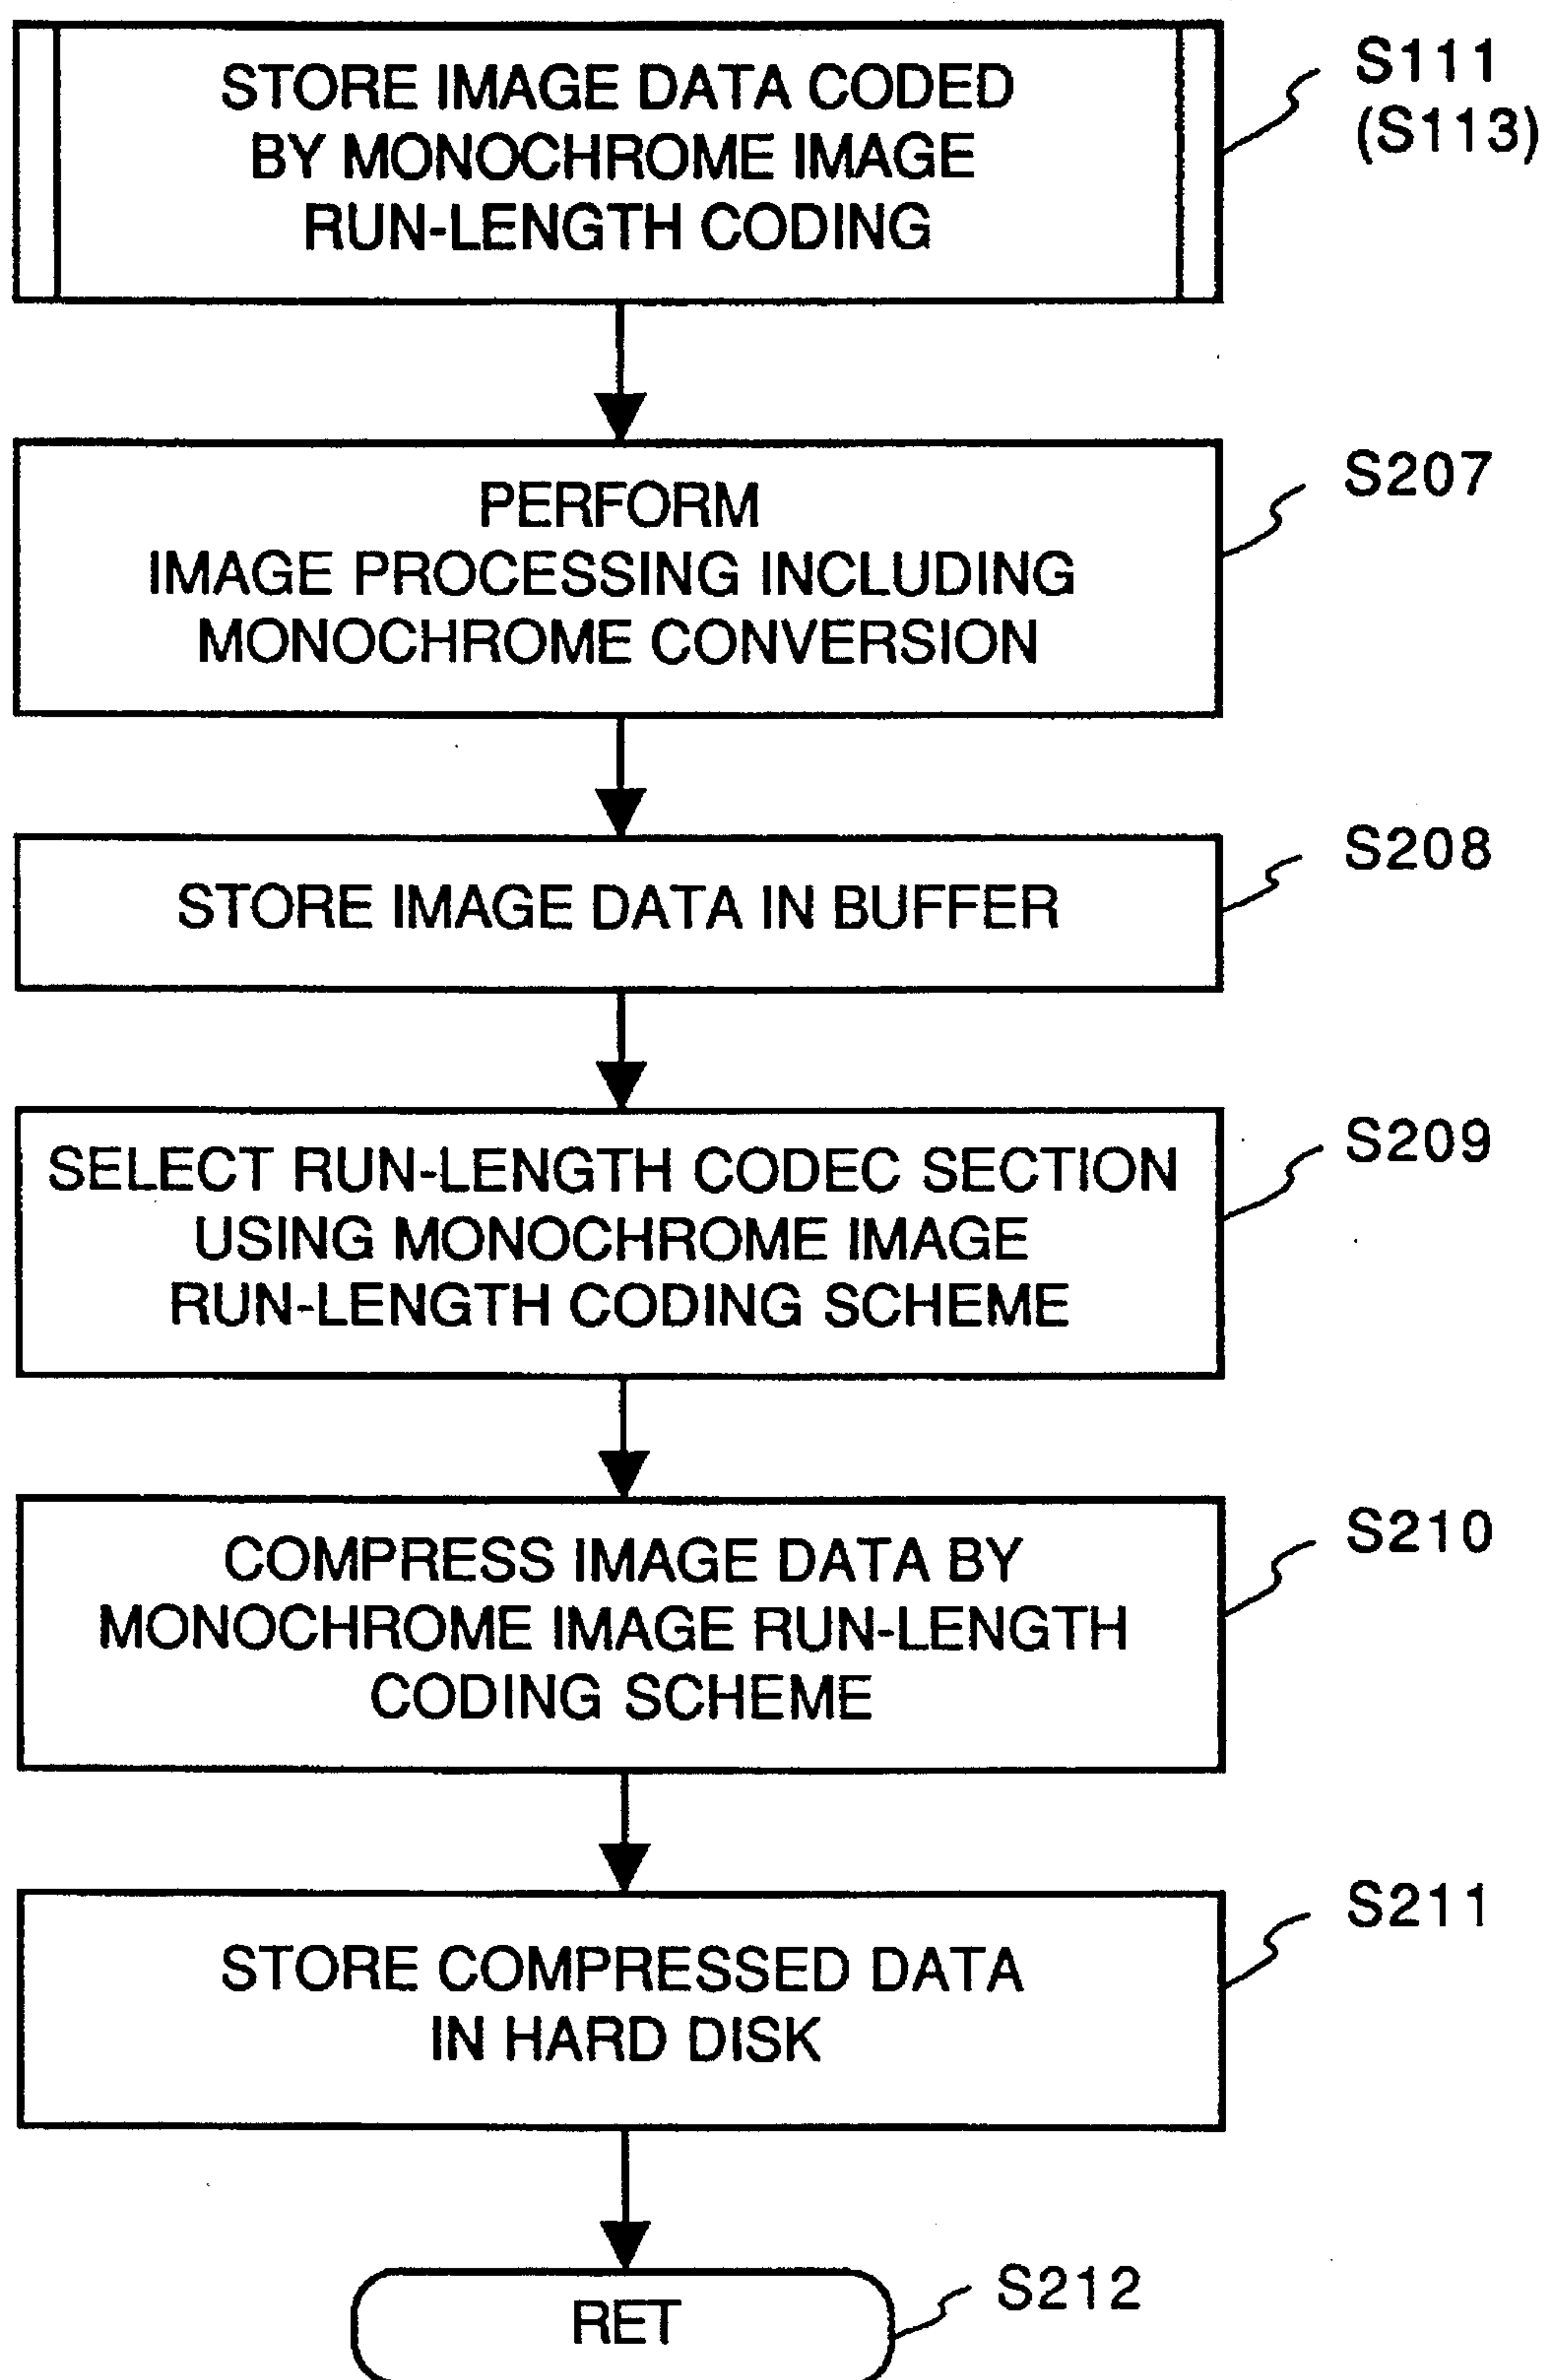 STORE IMAGE DATA CODED
BY MONOCHROME IMAGE
RUN-LENGTH CODING
S111
(S113)
PERFORM
IMAGE PROCESSING INCLUDING
MONOCHROME CONVERSION
S207
STORE IMAGE DATA IN BUFFER
S208
SELECT RUN-LENGTH CODEC SECTION
USING MONOCHROME IMAGE
RUN-LENGTH CODING SCHEME
S209
COMPRESS IMAGE DATA BY
MONOCHROME IMAGE RUN-LENGTH
CODING SCHEME
S210
STORE COMPRESSED DATA
IN HARD DISK
S211
RET
S212